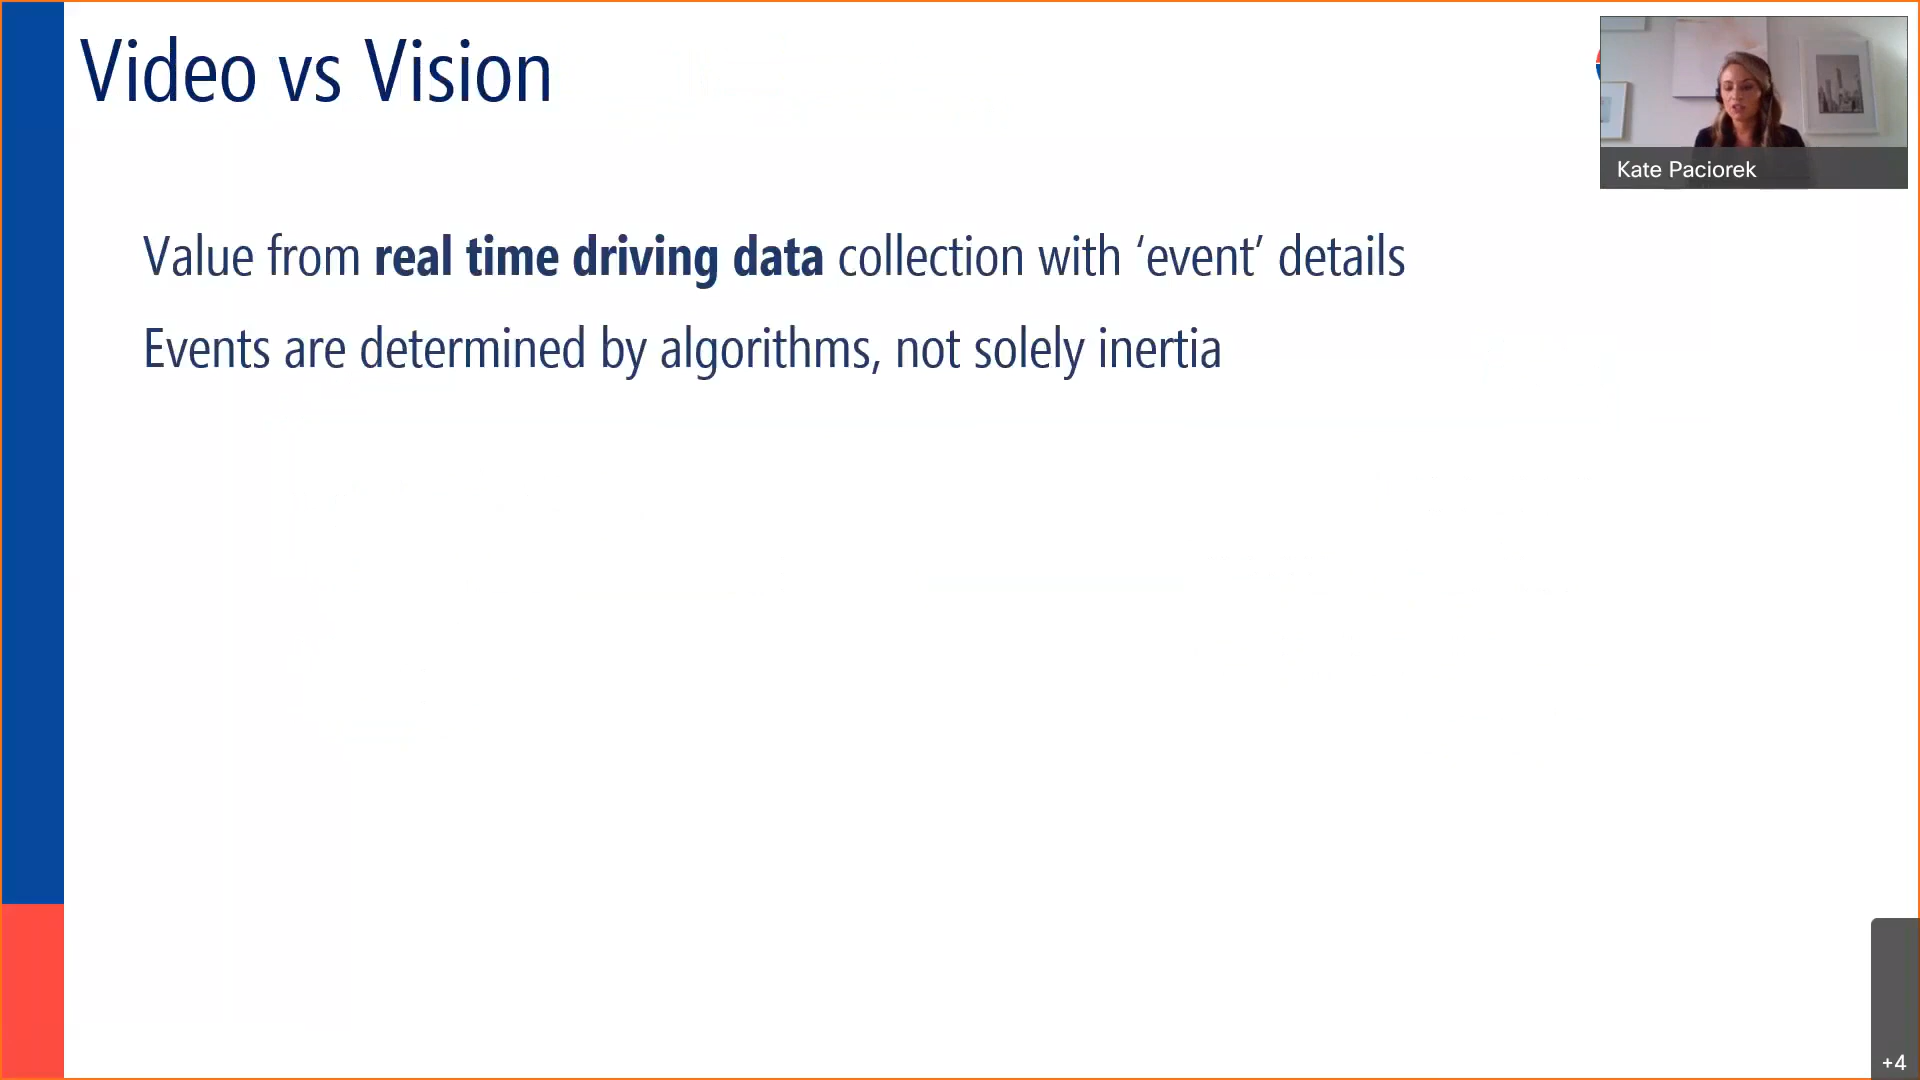 Video vs Vision
Kate Paciorek
Value from real time driving data collection with ‘event’ details
Events are determined by algorithms, not solely inertia
+4